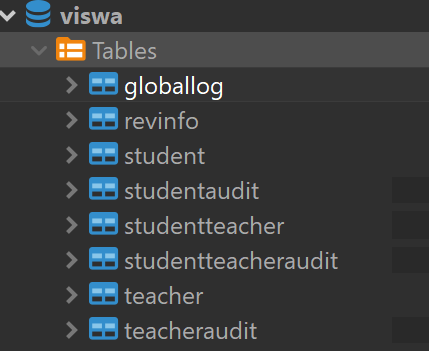 viswa
Tables
globallog
revinfo
student
studentaudit
studentteacher
studentteacheraudit
teacher
teacheraudit